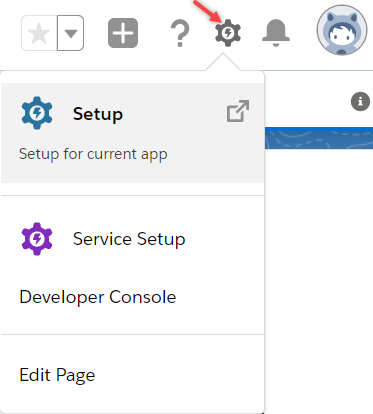 Setup
Setup for current app
Service Setup
Developer Console
Edit Page